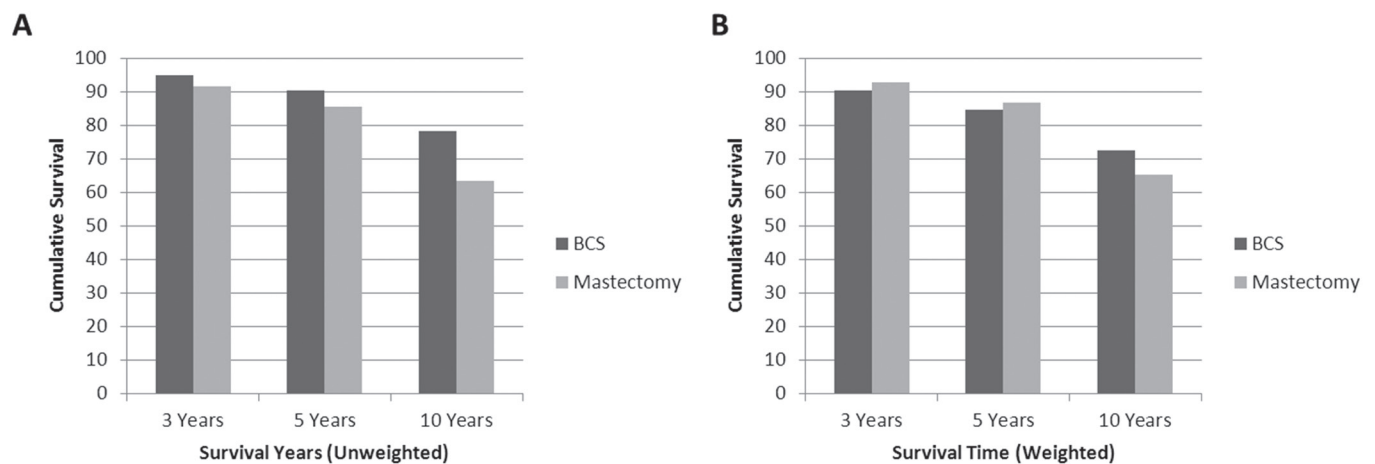 A
100
90
80
70
60
50
40
30
20
10
0
Cumulative Survival
3 Years
5 Years
10 Years
Survival Years (Unweighted)
BCS
Mastectomy
B
100
90
80
70
60
50
40
30
20
10
0
Cumulative Survival
3 Years
5 Years
10 Years
Survival Time (Weighted)
BCS
Mastectomy